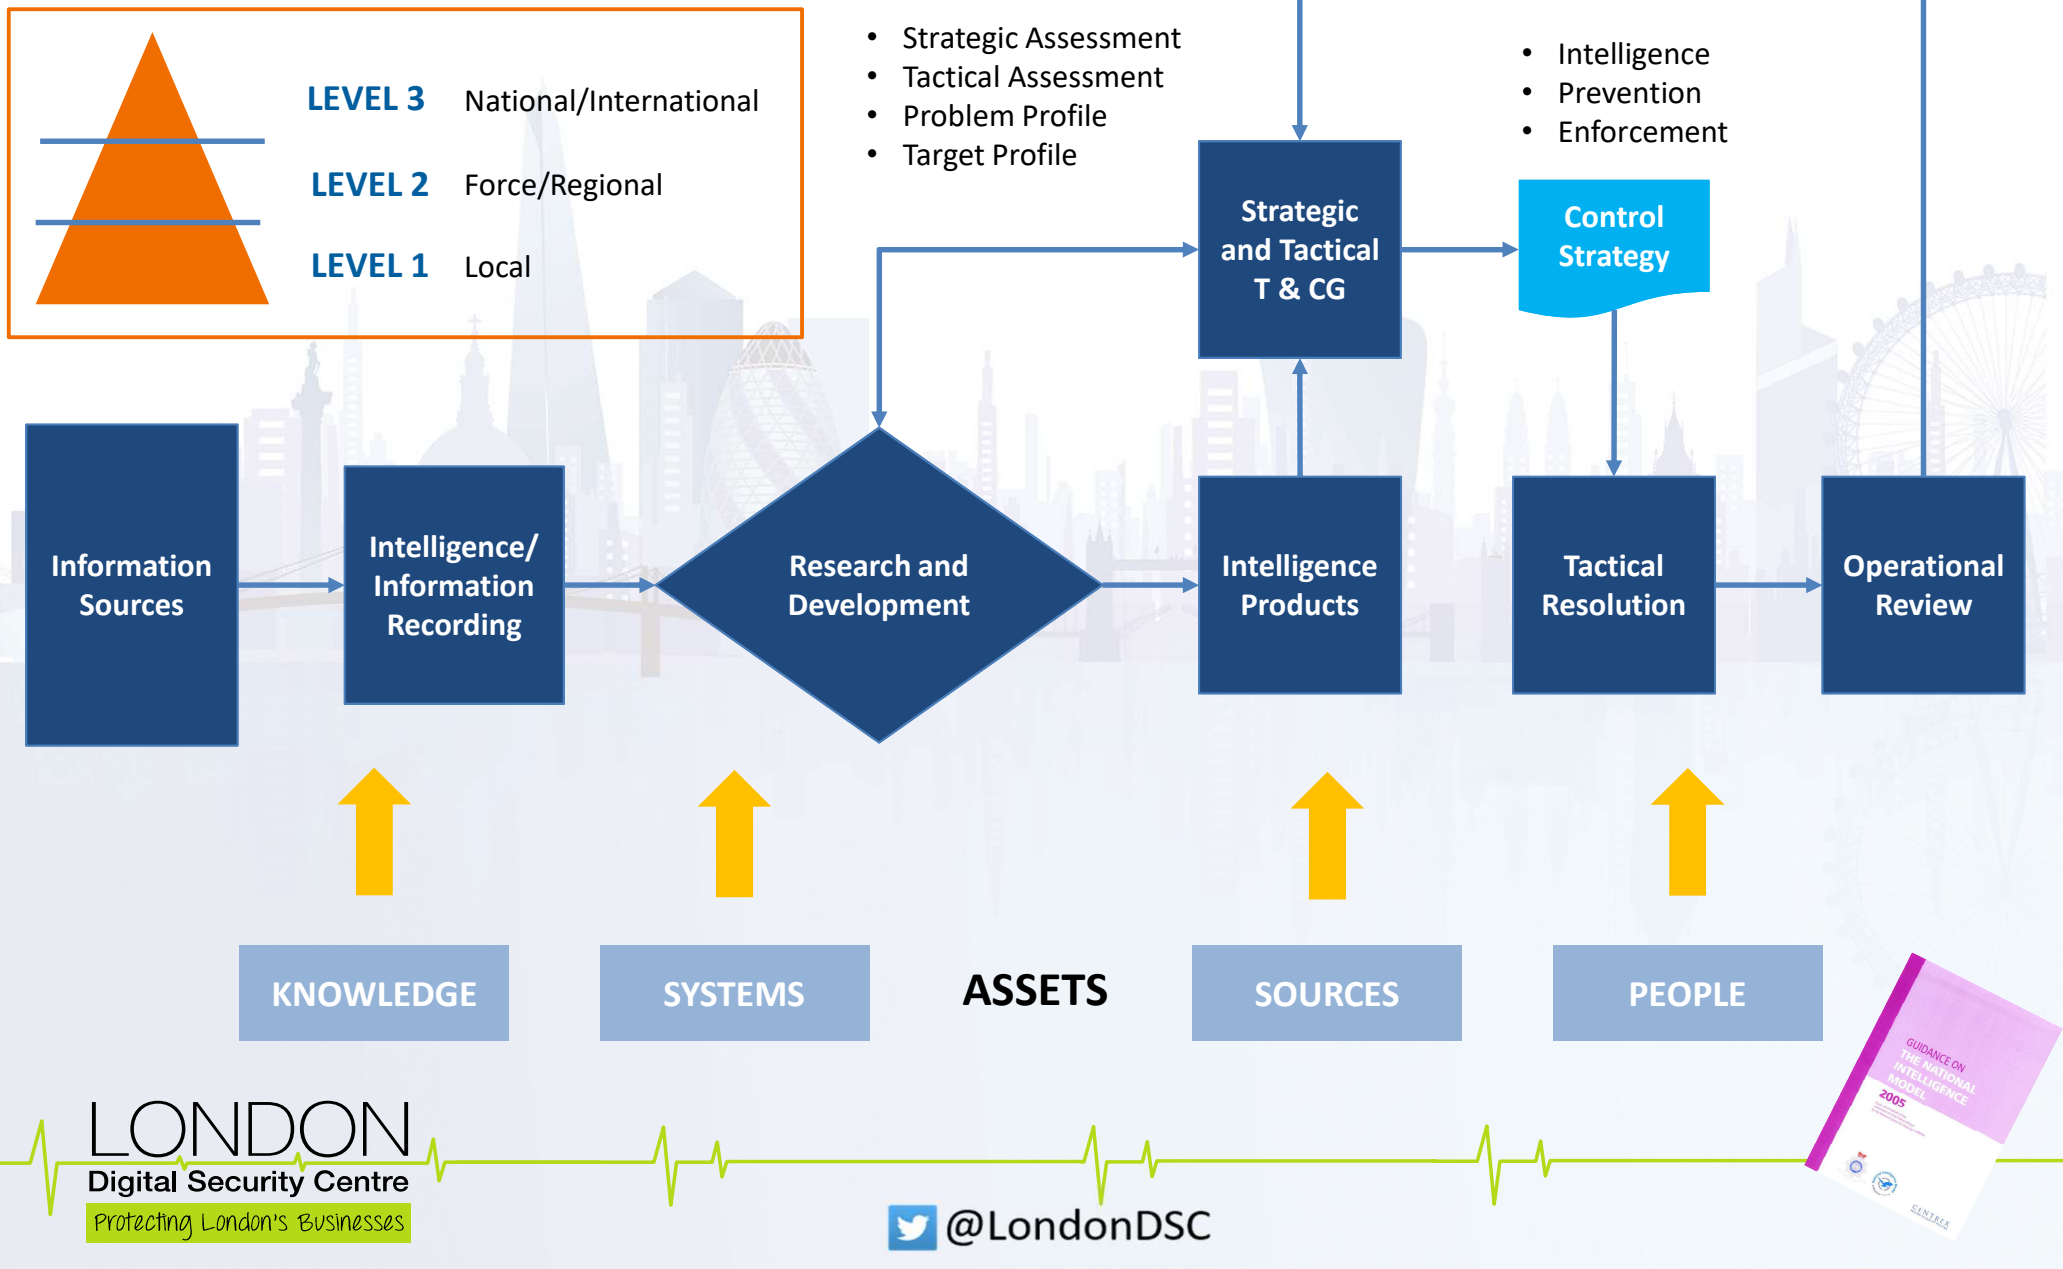 LEVEL 3 National/International
LEVEL 2 Force/Regional
LEVEL 1 Local
• Strategic Assessment
• Tactical Assessment
• Problem Profile
• Target Profile
• Intelligence
• Prevention
• Enforcement
Strategic
and Tactical
T & CG
Control
Strategy
Information
Sources
Intelligence/
Information
Recording
Research and
Development
Intelligence
Products
Tactical
Resolution
Operational
Review
KNOWLEDGE
SYSTEMS
ASSETS
SOURCES
PEOPLE
GUIDANCE ON
THE NATIONAL
INTELLIGENCE
MODEL
2005
CENTREX
LONDON
Digital Security Centre
Protecting London's Businesses
@LondonDSC